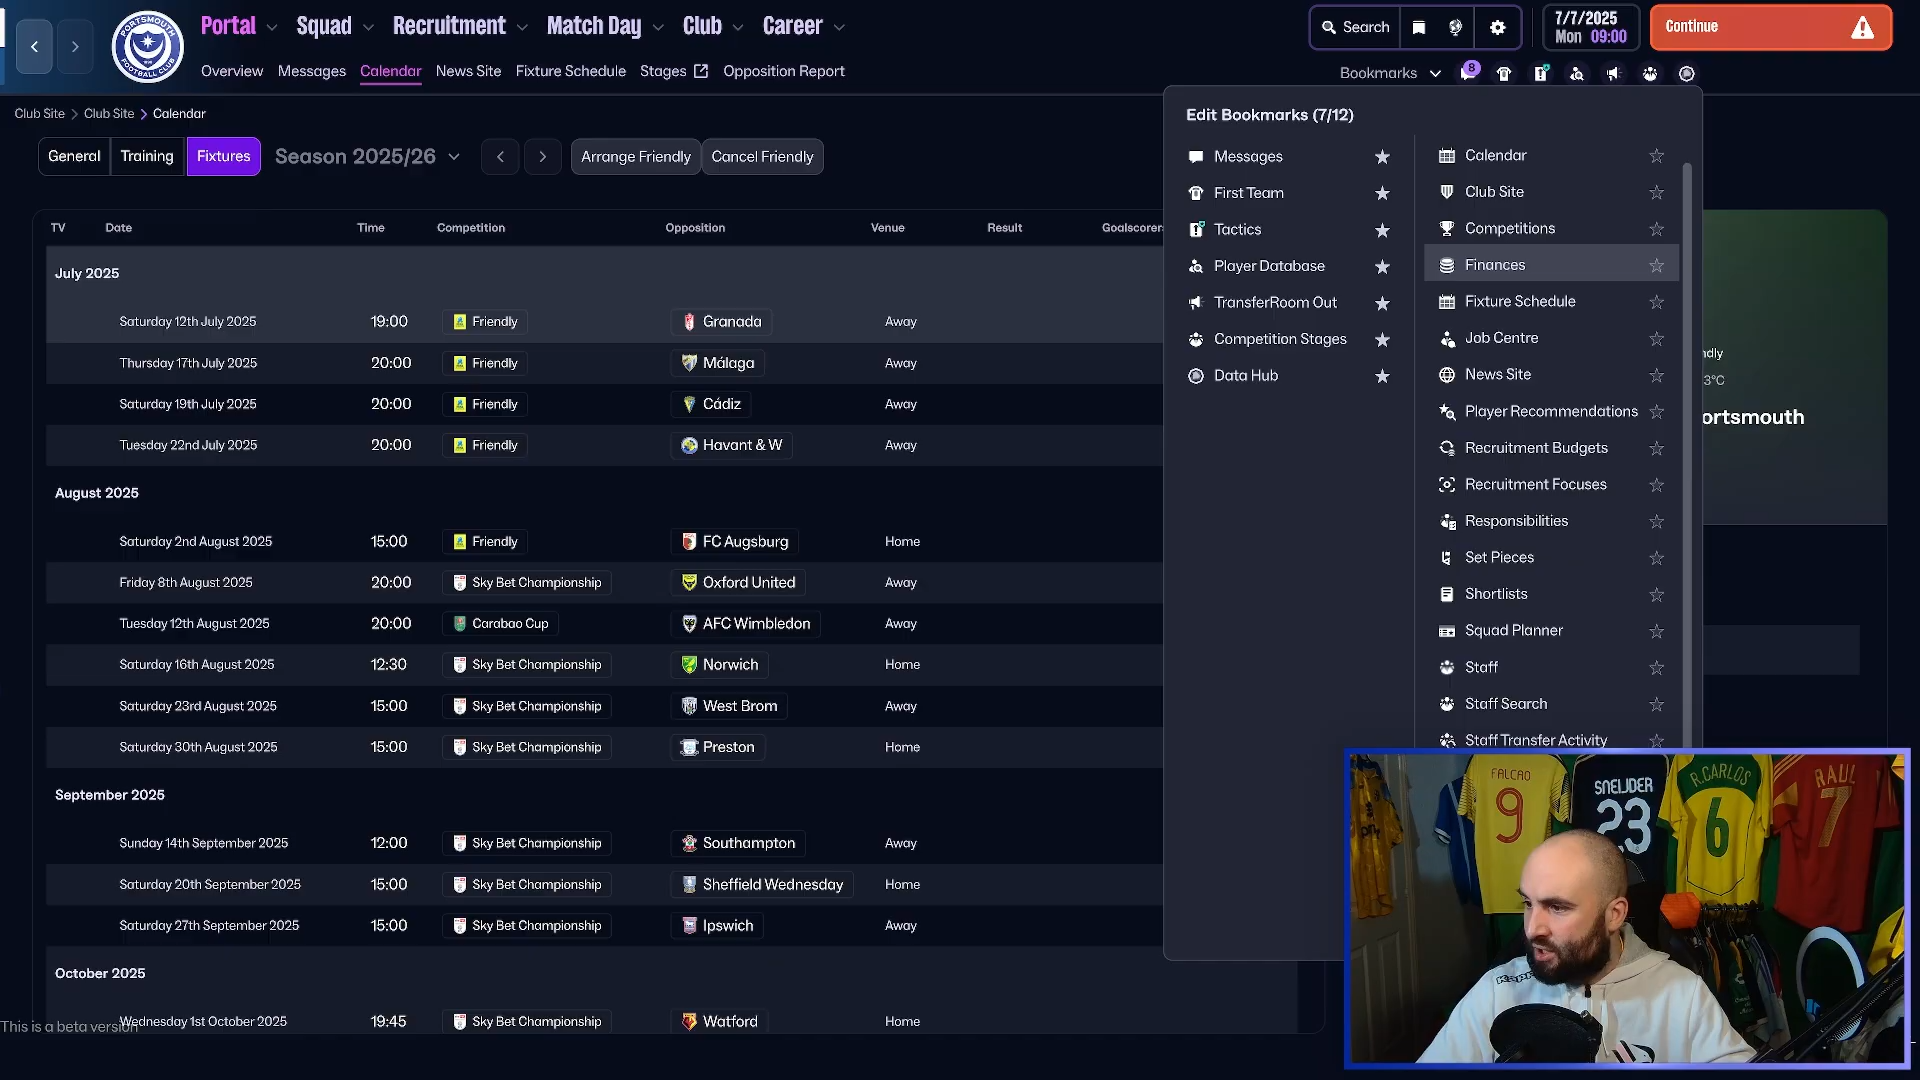 Portal Squad Recruitment Match Day Club Career
Search
7/7/2025
Mon 09:00
Continue
Overview Messages Calendar News Site Fixture Schedule Stages Opposition Report
Bookmarks 8
Club Site > Club Site > Calendar
General Training Fixtures Season 2025/26 Arrange Friendly Cancel Friendly
TV Date Time Competition Opposition Venue Result Goalscorers
July 2025
Saturday 12th July 2025 19:00 Friendly Granada Away
Thursday 17th July 2025 20:00 Friendly Málaga Away
Saturday 19th July 2025 20:00 Friendly Cádiz Away
Tuesday 22nd July 2025 20:00 Friendly Havant & W Away
August 2025
Saturday 2nd August 2025 15:00 Friendly FC Augsburg Home
Friday 8th August 2025 20:00 Sky Bet Championship Oxford United Away
Tuesday 12th August 2025 20:00 Carabao Cup AFC Wimbledon Away
Saturday 16th August 2025 12:30 Sky Bet Championship Norwich Home
Saturday 23rd August 2025 15:00 Sky Bet Championship West Brom Away
Saturday 30th August 2025 15:00 Sky Bet Championship Preston Home
September 2025
Sunday 14th September 2025 12:00 Sky Bet Championship Southampton Away
Saturday 20th September 2025 15:00 Sky Bet Championship Sheffield Wednesday Home
Saturday 27th September 2025 15:00 Sky Bet Championship Ipswich Away
October 2025
Wednesday 1st October 2025 19:45 Sky Bet Championship Watford Home
This is a beta version
Edit Bookmarks (7/12)
Messages
First Team
Tactics
Player Database
TransferRoom Out
Competition Stages
Data Hub
Calendar
Club Site
Competitions
Finances
Fixture Schedule
Job Centre
News Site
Player Recommendations
Recruitment Budgets
Recruitment Focuses
Responsibilities
Set Pieces
Shortlists
Squad Planner
Staff
Staff Search
Staff Transfer Activity
ndly
3°C
ortsmouth
PORTSMOUTH
FOOTBALL CLUB
FALCAO
9
SNEIJDER
23
R.CARLOS
6
RAUL
7
Kappa